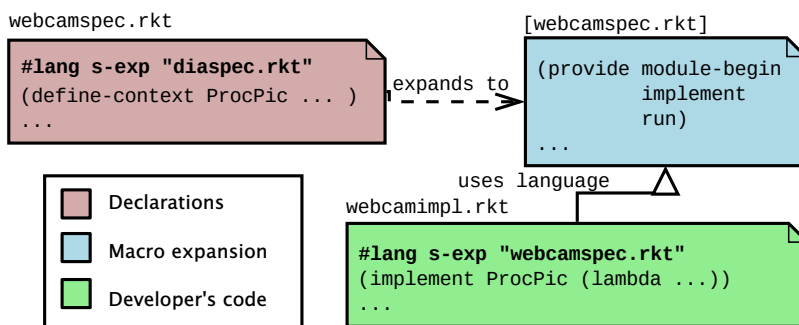 webcamspec.rkt
#lang s-exp "diaspec.rkt"
(define-context ProcPic ... )
...
expands to
[webcamspec.rkt]
(provide module-begin
implement
run)
...
uses language
webcamimpl.rkt
#lang s-exp "webcamspec.rkt"
(implement ProcPic (lambda ...))
...
Declarations
Macro expansion
Developer's code